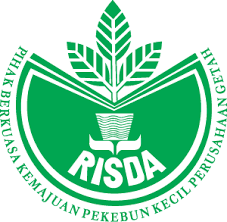 RISDA
PIHAK BERKUASA KEMAJUAN PEKEBUN KECIL PERUSAHAAN GETAH